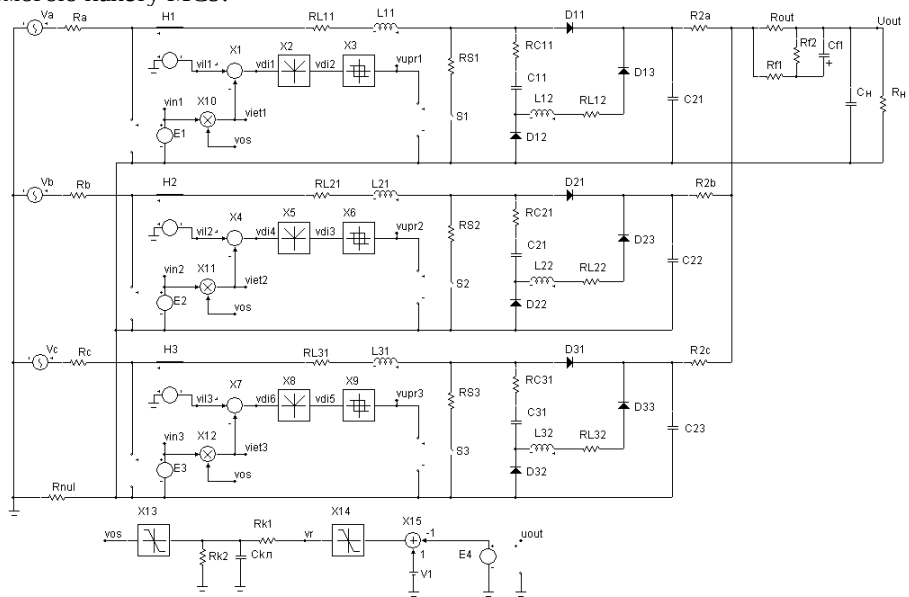 Va
Ra
H1
RL11
L11
D11
R2a
Rout
Uout
Rf2
Cf1
+
Rf1
RS1
RC11
X1
X2
X3
vil1
vdi1
vdi2
vupr1
C11
D13
vin1
X10
L12
RL12
C21
CН
RН
viet1
S1
E1
D12
vos
Vb
Rb
H2
RL21
L21
D21
R2b
RS2
RC21
X4
X5
X6
vil2
vdi4
vdi3
vupr2
C21
D23
vin2
X11
L22
RL22
C22
viet2
S2
E2
D22
vos
Vc
Rc
H3
RL31
L31
D31
R2c
RS3
RC31
X7
X8
X9
vil3
vdi6
vdi5
vupr3
C31
D33
vin3
X12
L32
RL32
C23
viet3
S3
E3
D32
vos
Rnul
X13
X14
X15
vos
Rk1
vr
-1
uout
Rk2
Cкл
1
E4
V1